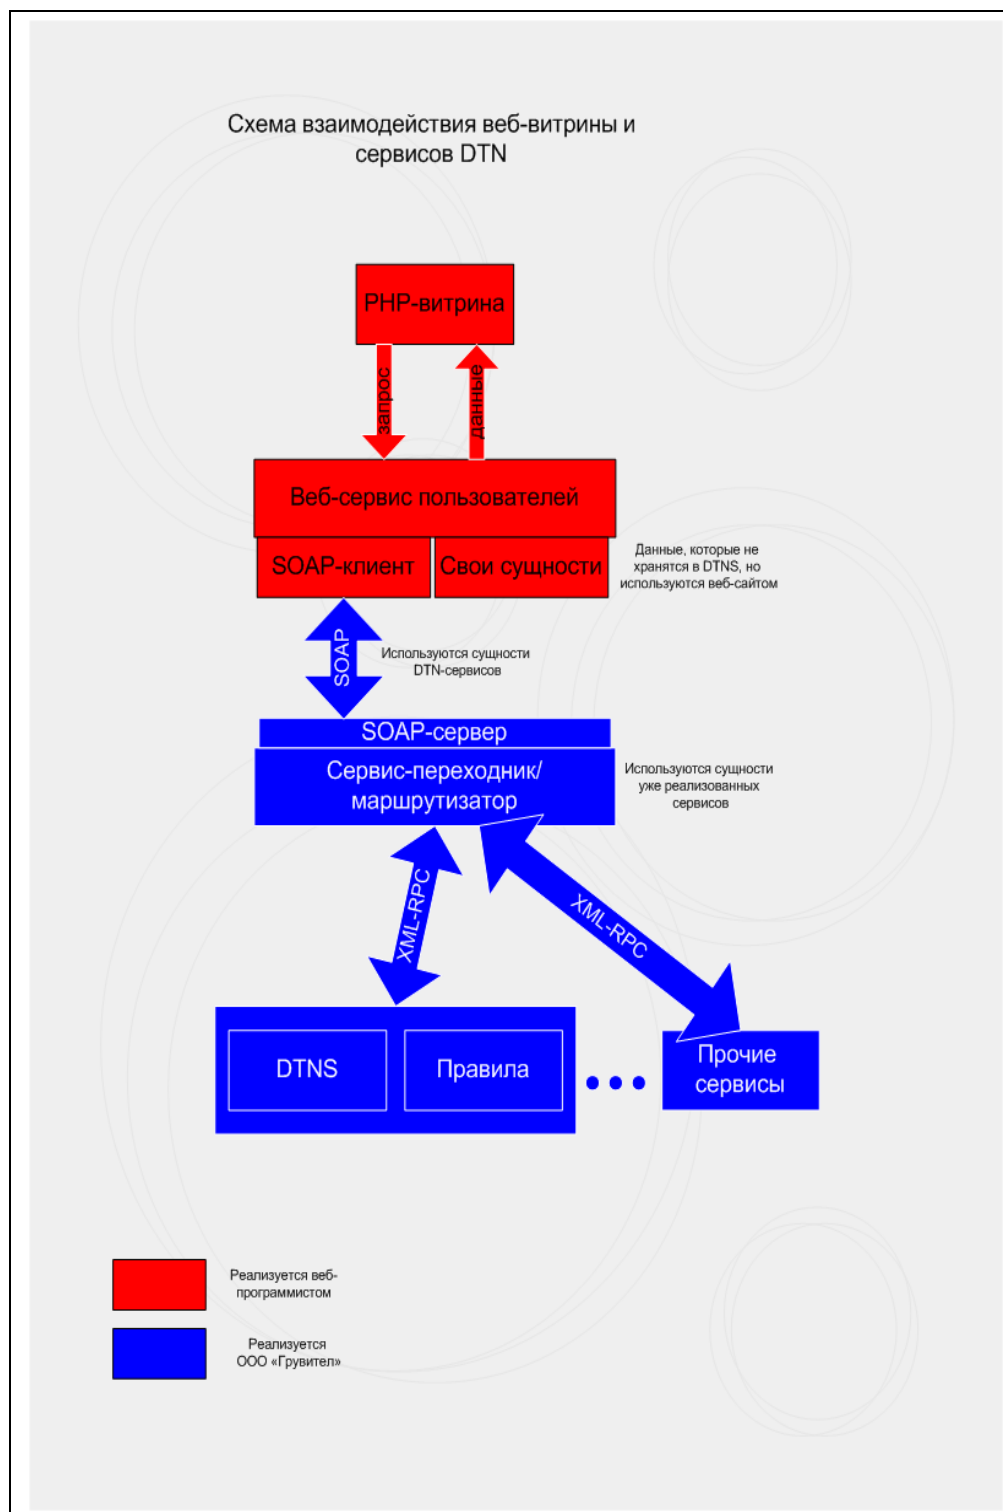 Схема взаимодействия веб-витрины и
сервисов DTN
PHP-витрина
запрос
данные
Веб-сервис пользователей
SOAP-клиент
Свои сущности
Данные, которые не
хранятся в DTNS, но
используются веб-сайтом
SOAP
Используются сущности
DTN-сервисов
SOAP-сервер
Сервис-переходник/
маршрутизатор
Используются сущности
уже реализованных
сервисов
XML-RPC
XML-RPC
DTNS
Правила
Прочие
сервисы
Реализуется веб-
программистом
Реализуется
ООО «Грувител»